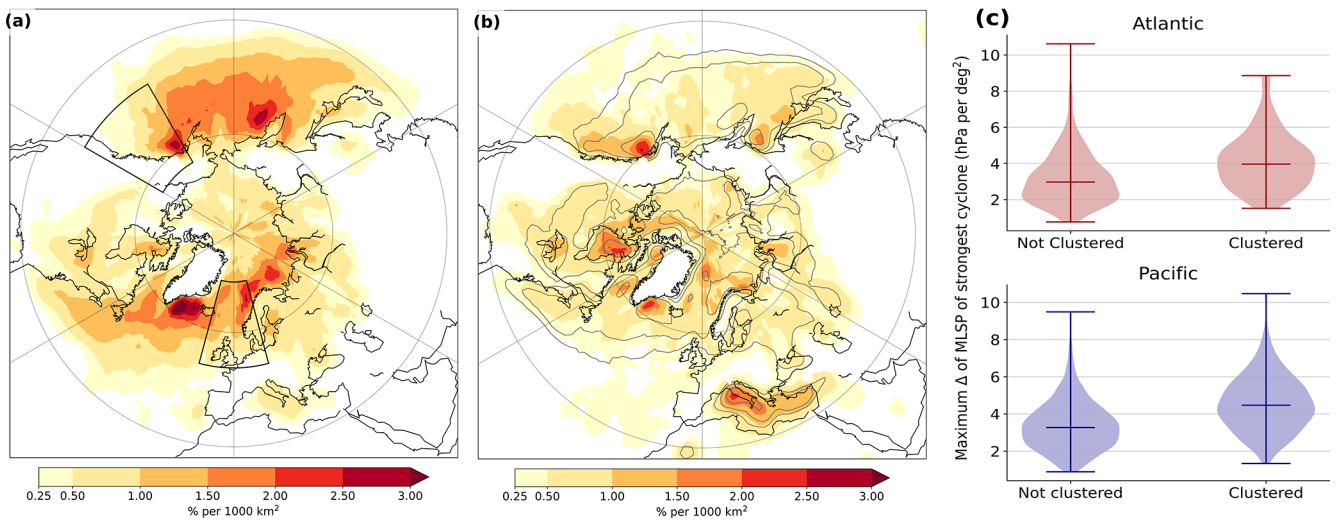 (a)
0.25 0.50 1.00 1.50 2.00 2.50 3.00
% per 1000 km²
(b)
0.25 0.50 1.00 1.50 2.00 2.50 3.00
% per 1000 km²
(c)
Maximum Δ of MLSP of strongest cyclone (hPa per deg²)
Atlantic
10
8
6
4
2
Not Clustered Clustered
Pacific
10
8
6
4
2
Not clustered Clustered